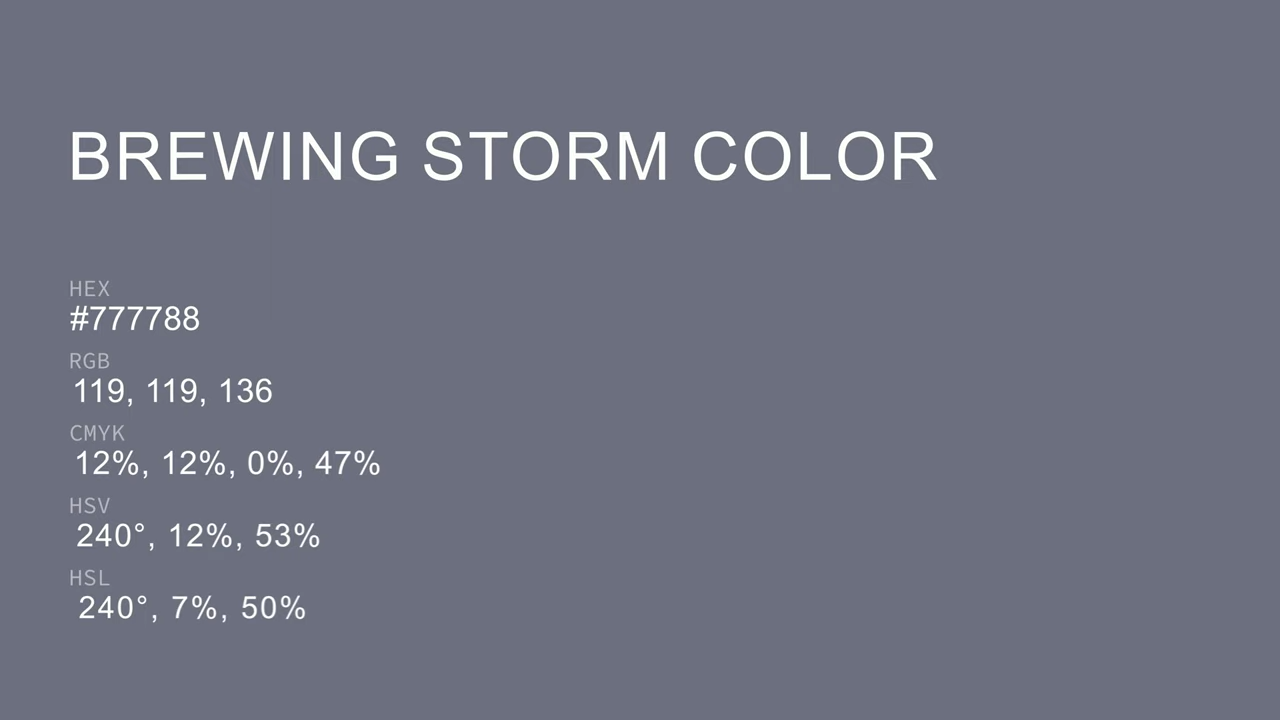 BREWING STORM COLOR
HEX
#777788
RGB
119, 119, 136
CMYK
12%, 12%, 0%, 47%
HSV
240°, 12%, 53%
HSL
240°, 7%, 50%